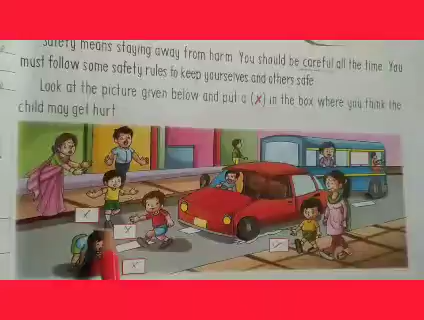 Safety means staying away from harm. You should be careful all the time. You
must follow some safety rules to keep yourselves and others safe.
Look at the picture given below and put a (x) in the box where you think the
child may get hurt
x
x
x
✓